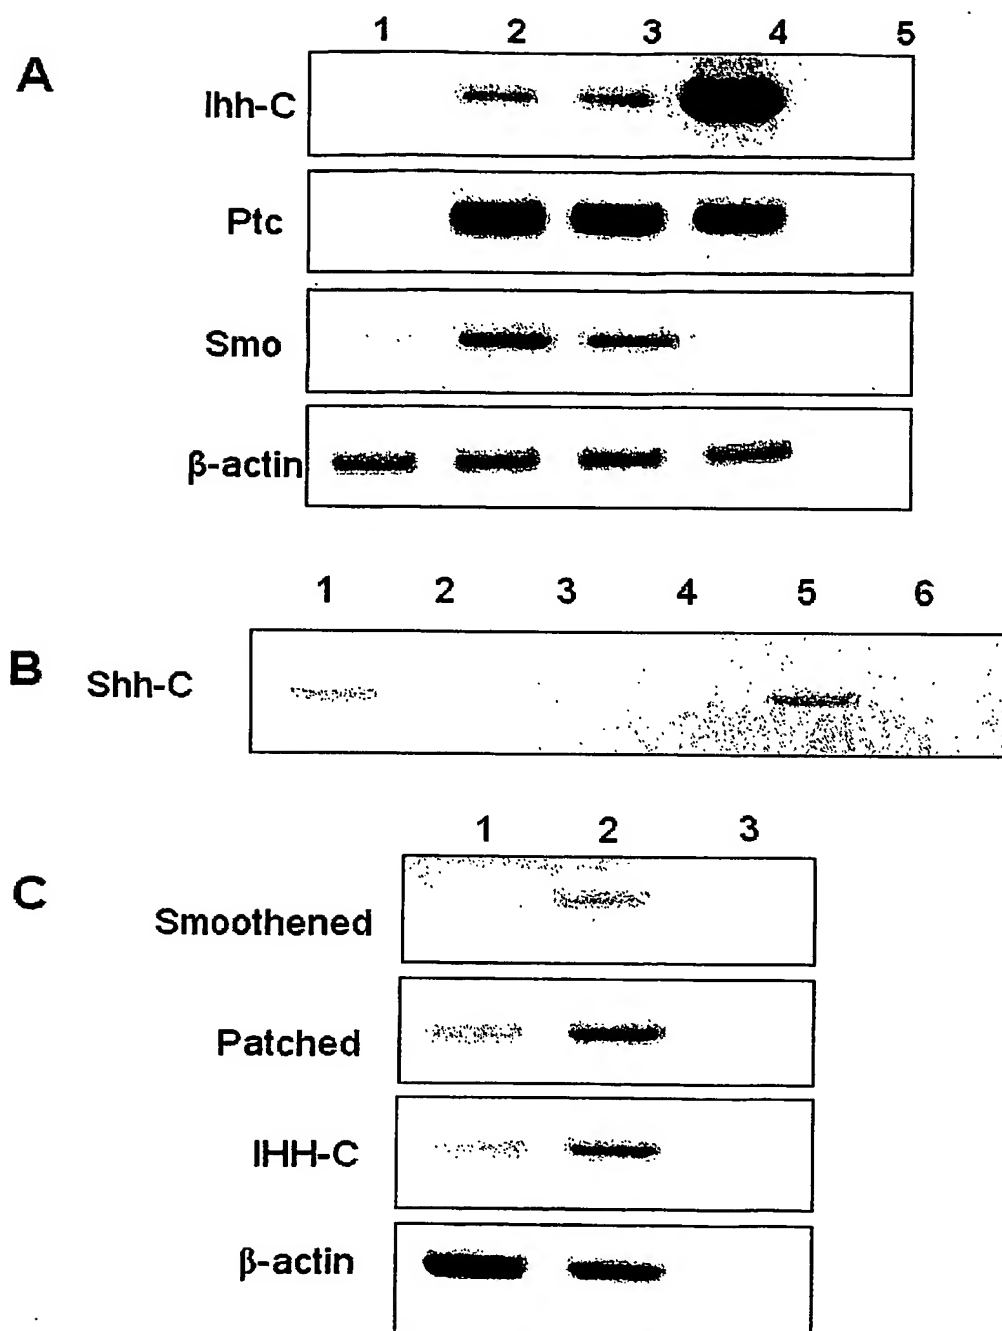 1 2 3 4 5
A
Ihh-C
Ptc
Smo
β-actin
1 2 3 4 5 6
B Shh-C
1 2 3
C
Smoothened
Patched
IHH-C
β-actin